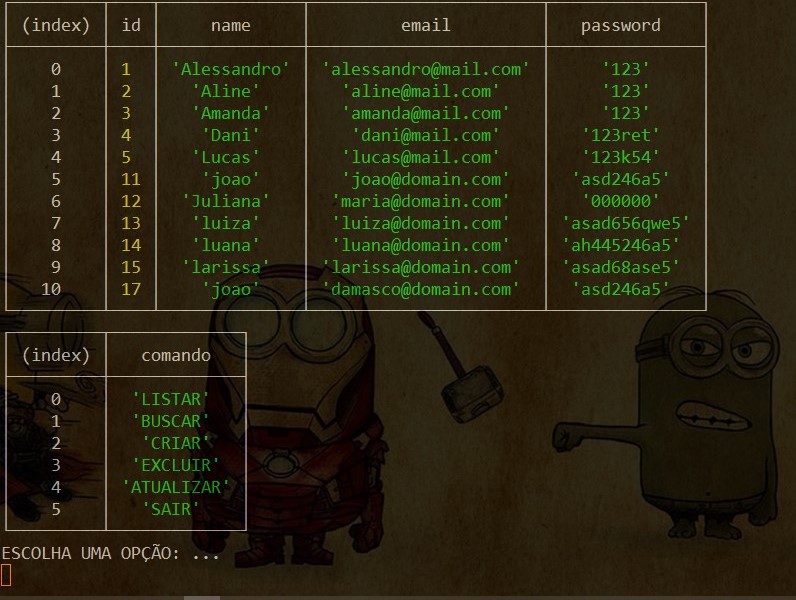 (index) id name email password
0 1 'Alessandro' 'alessandro@mail.com' '123'
1 2 'Aline' 'aline@mail.com' '123'
2 3 'Amanda' 'amanda@mail.com' '123'
3 4 'Dani' 'dani@mail.com' '123ret'
4 5 'Lucas' 'lucas@mail.com' '123k54'
5 11 'joao' 'joao@domain.com' 'asd246a5'
6 12 'Juliana' 'maria@domain.com' '000000'
7 13 'luiza' 'luiza@domain.com' 'asad656qwe5'
8 14 'luana' 'luana@domain.com' 'ah445246a5'
9 15 'larissa' 'larissa@domain.com' 'asad68ase5'
10 17 'joao' 'damasco@domain.com' 'asd246a5'
(index) comando
0 'LISTAR'
1 'BUSCAR'
2 'CRIAR'
3 'EXCLUIR'
4 'ATUALIZAR'
5 'SAIR'
ESCOLHA UMA OPÇÃO: ...